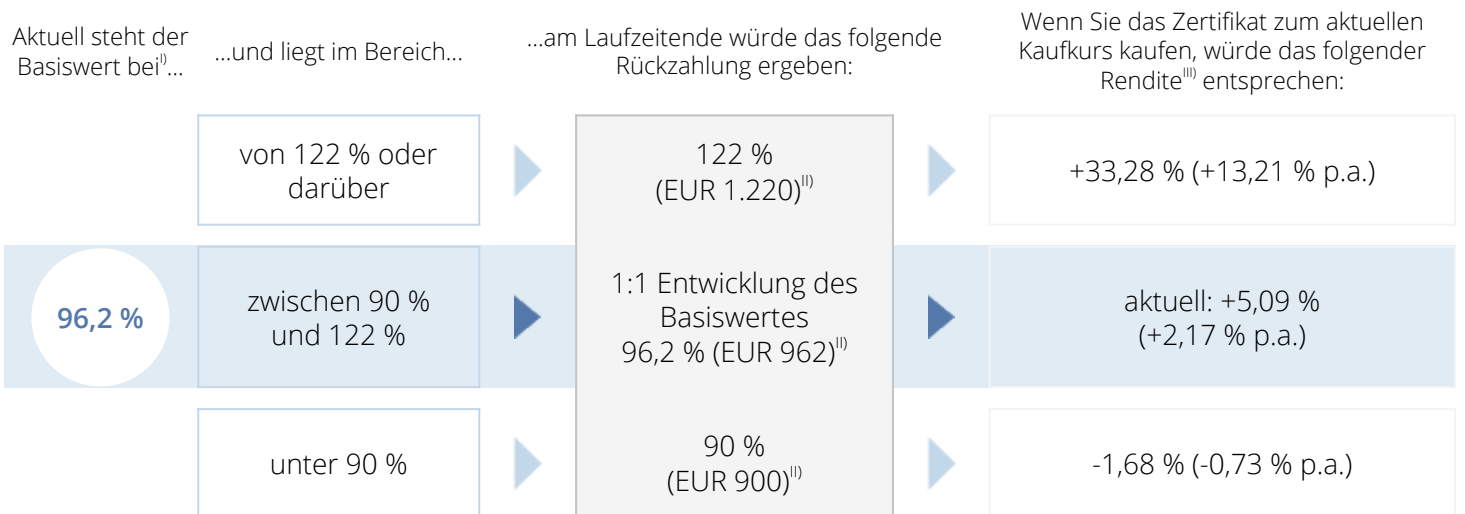 Aktuell steht der
Basiswert bei^I)...
...und liegt im Bereich...
...am Laufzeitende würde das folgende
Rückzahlung ergeben:
Wenn Sie das Zertifikat zum aktuellen
Kaufkurs kaufen, würde das folgender
Rendite^III) entsprechen:
von 122 % oder
darüber
122 %
(EUR 1.220)^II)
+33,28 % (+13,21 % p.a.)
96,2 %
zwischen 90 %
und 122 %
1:1 Entwicklung des
Basiswertes
96,2 % (EUR 962)^II)
aktuell: +5,09 %
(+2,17 % p.a.)
unter 90 %
90 %
(EUR 900)^II)
-1,68 % (-0,73 % p.a.)